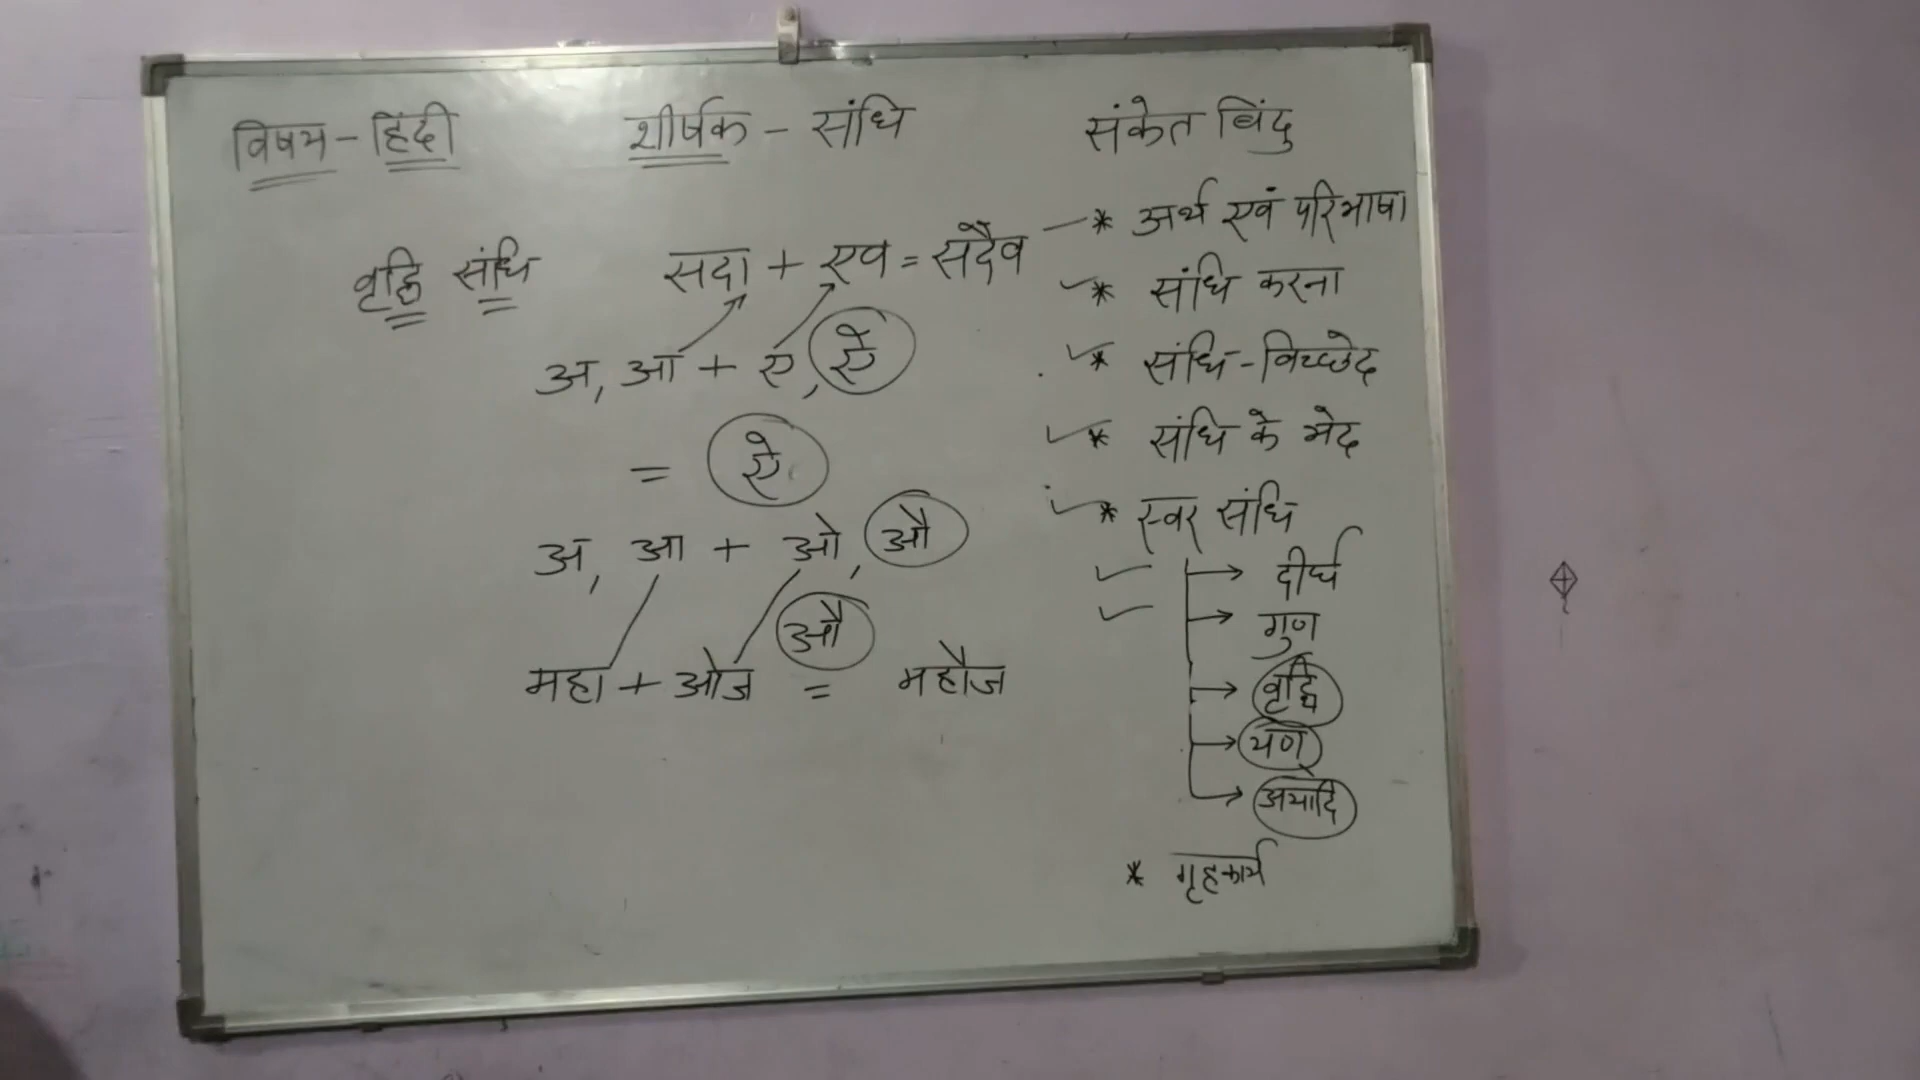 विषय - हिंदी
शीर्षक - संधि
वृद्धि संधि
सदा + एव = सदैव
अ, आ + ए, ऐ
= ऐ
अ, आ + ओ, औ
औ
महा + ओज = महौज
संकेत बिंदु
* अर्थ एवं परिभाषा
* संधि करना
* संधि-विच्छेद
* संधि के भेद
* स्वर संधि
→ दीर्घ
→ गुण
→ वृद्धि
→ यण
→ अयादि
* गृहकार्य